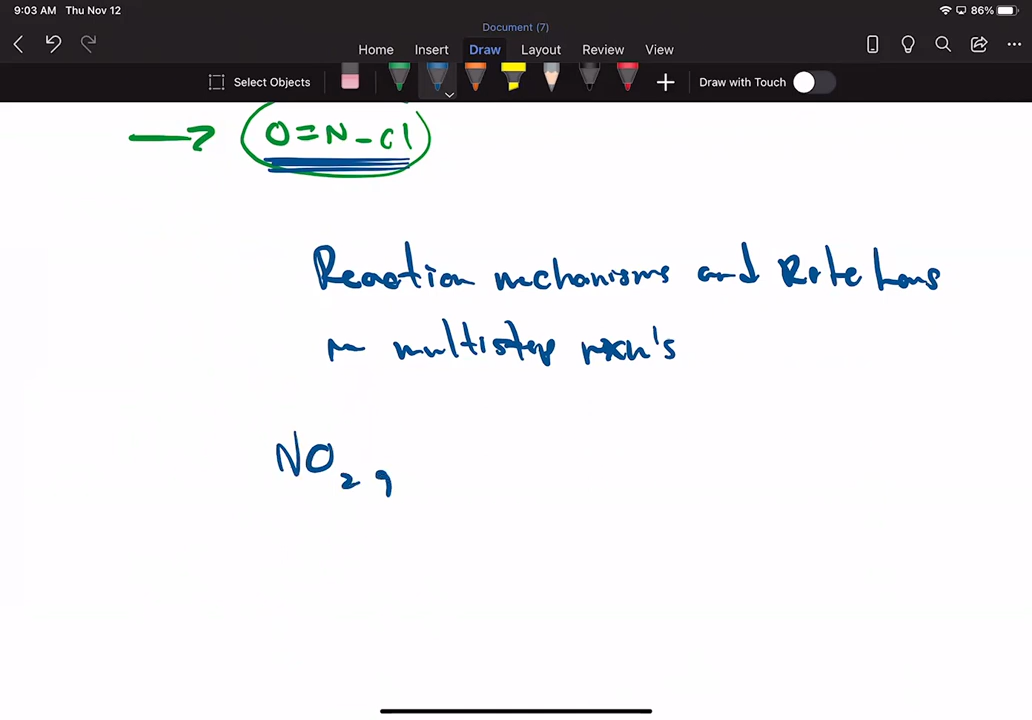 9:03 AM Thu Nov 12 86%
Document (7)
Home Insert Draw Layout Review View
Select Objects Draw with Touch
→ O=N-Cl
Reaction mechanisms and Rate Laws
in multistep rxn's
NO₂ g